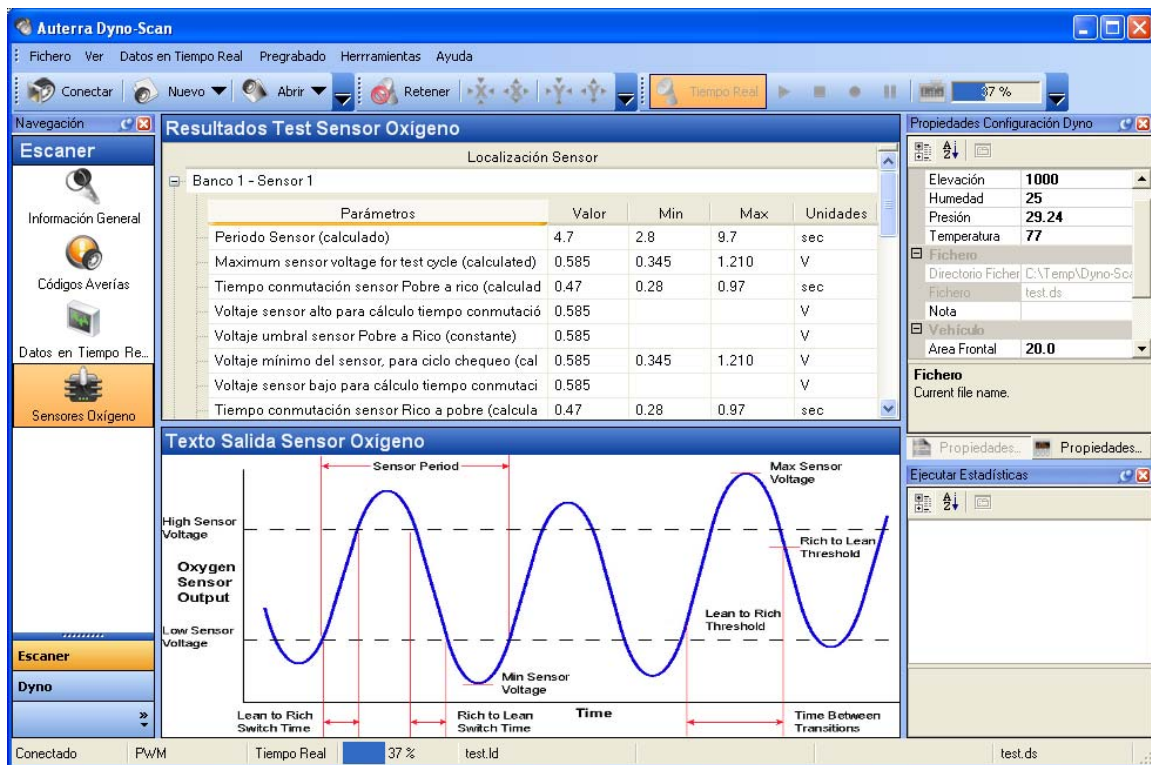 Auterra Dyno-Scan
Fichero Ver Datos en Tiempo Real Pregrabado Herrramientas Ayuda
Conectar Nuevo Abrir Retener Tiempo Real 37 %
Navegación
Escaner
Información General
Códigos Averías
Datos en Tiempo Re...
Sensores Oxígeno
Escaner
Dyno
Resultados Test Sensor Oxígeno
Localización Sensor
Banco 1 - Sensor 1
Parámetros Valor Min Max Unidades
Periodo Sensor (calculado) 4.7 2.8 9.7 sec
Maximum sensor voltage for test cycle (calculated) 0.585 0.345 1.210 V
Tiempo conmutación sensor Pobre a rico (calculad 0.47 0.28 0.97 sec
Voltaje sensor alto para cálculo tiempo conmutació 0.585 V
Voltaje umbral sensor Pobre a Rico (constante) 0.585 V
Voltaje mínimo del sensor, para ciclo chequeo (cal 0.585 0.345 1.210 V
Voltaje sensor bajo para cálculo tiempo conmutaci 0.585 V
Tiempo conmutación sensor Rico a pobre (calcula 0.47 0.28 0.97 sec
Texto Salida Sensor Oxígeno
Sensor Period
Max Sensor
Voltage
High Sensor
Voltage
Rich to Lean
Threshold
Oxygen
Sensor
Output
Lean to Rich
Threshold
Low Sensor
Voltage
Min Sensor
Voltage
Lean to Rich
Switch Time
Rich to Lean
Switch Time
Time
Time Between
Transitions
Propiedades Configuración Dyno
Elevación 1000
Humedad 25
Presión 29.24
Temperatura 77
Fichero
Directorio Ficher C:\Temp\Dyno-Sca
Fichero test.ds
Nota
Vehículo
Area Frontal 20.0
Fichero
Current file name.
Propiedades... Propiedades...
Ejecutar Estadísticas
Conectado PWM Tiempo Real 37 % test.ld test.ds